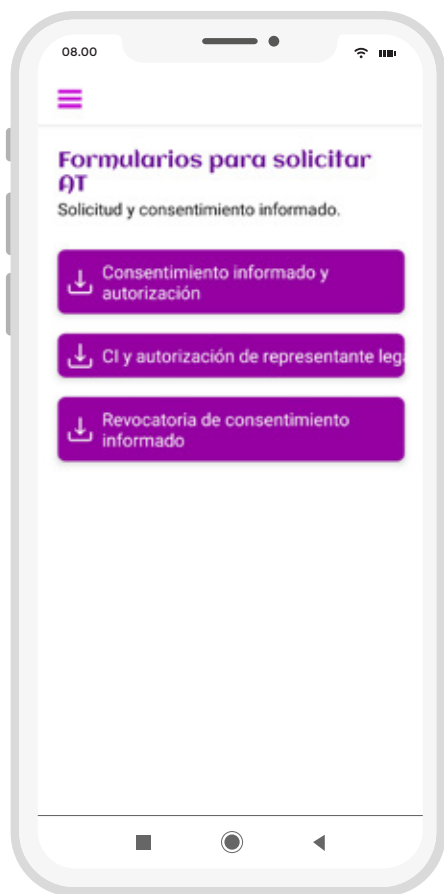 08.00
Formularios para solicitar
AT
Solicitud y consentimiento informado.
Consentimiento informado y
autorización
CI y autorización de representante lega
Revocatoria de consentimiento
informado